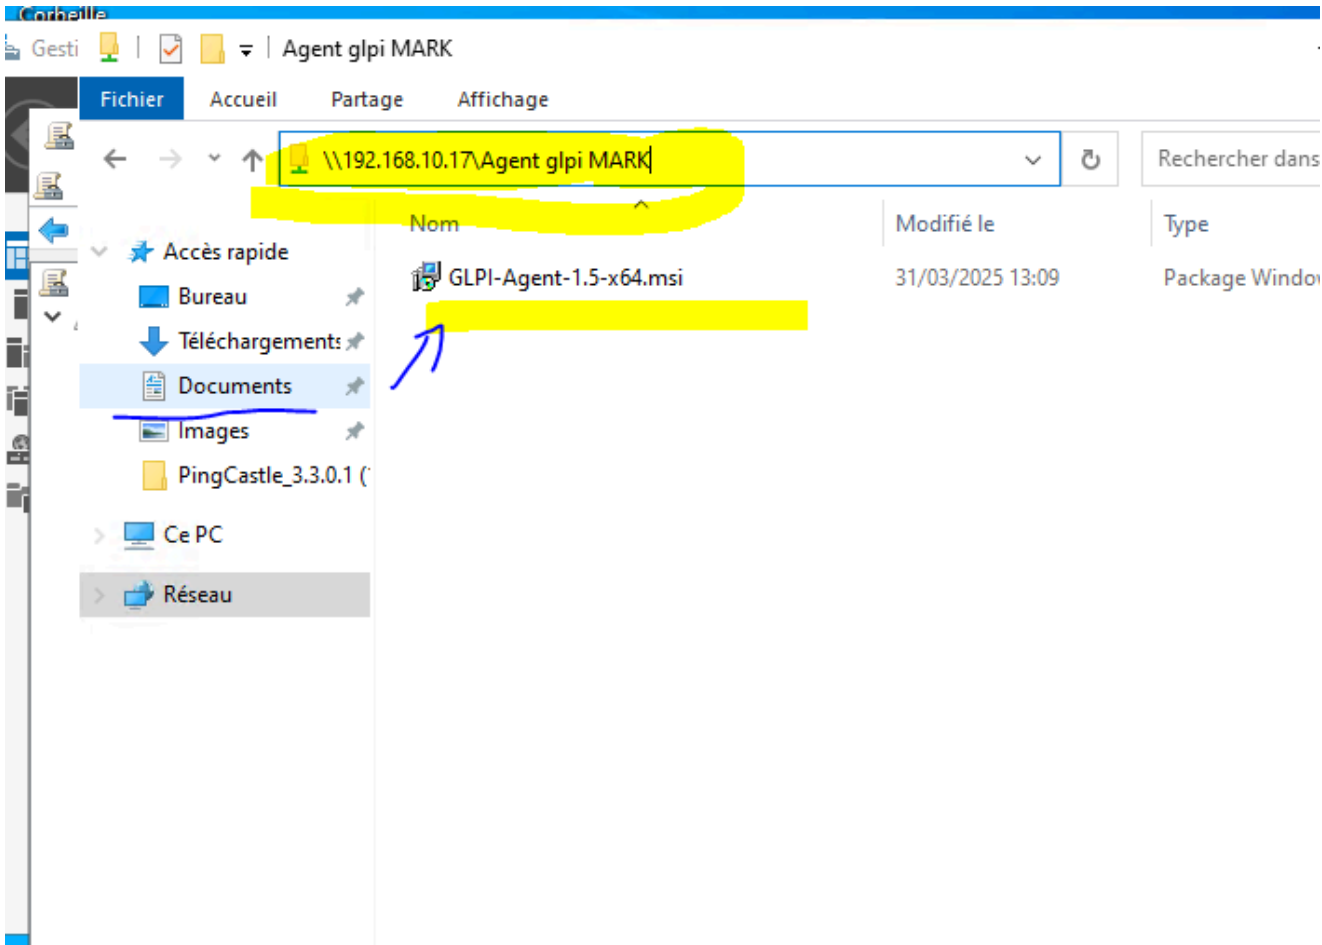 Corbeille
Gesti
Agent glpi MARK
Fichier Accueil Partage Affichage
\\192.168.10.17\Agent glpi MARK
Rechercher dans
Nom Modifié le Type
Accès rapide
GLPI-Agent-1.5-x64.msi 31/03/2025 13:09 Package Windov
Bureau
Téléchargements
Documents
Images
PingCastle_3.3.0.1 (
Ce PC
Réseau